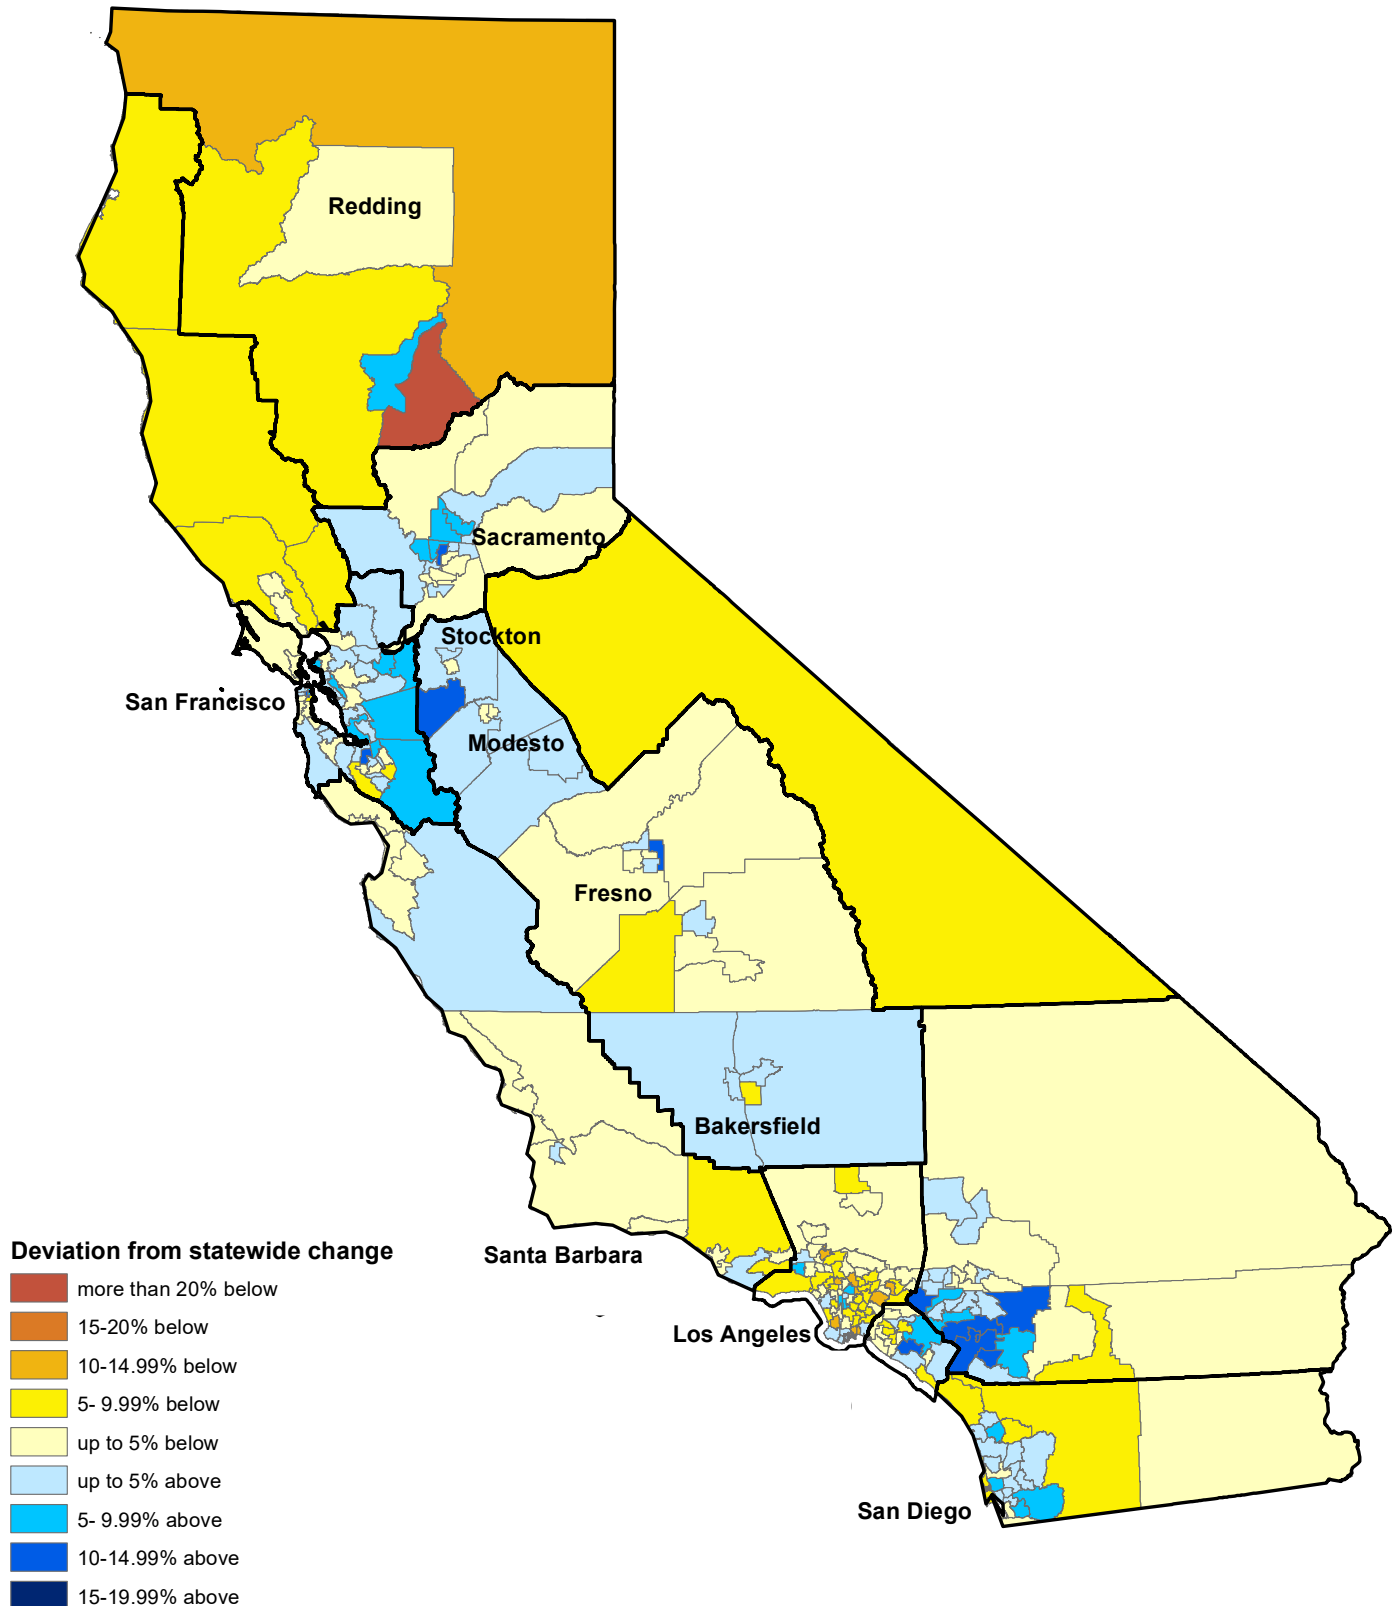 Redding
Sacramento
Stockton
San Francisco
Modesto
Fresno
Bakersfield
Santa Barbara
Los Angeles
San Diego
Deviation from statewide change
more than 20% below
15-20% below
10-14.99% below
5- 9.99% below
up to 5% below
up to 5% above
5- 9.99% above
10-14.99% above
15-19.99% above